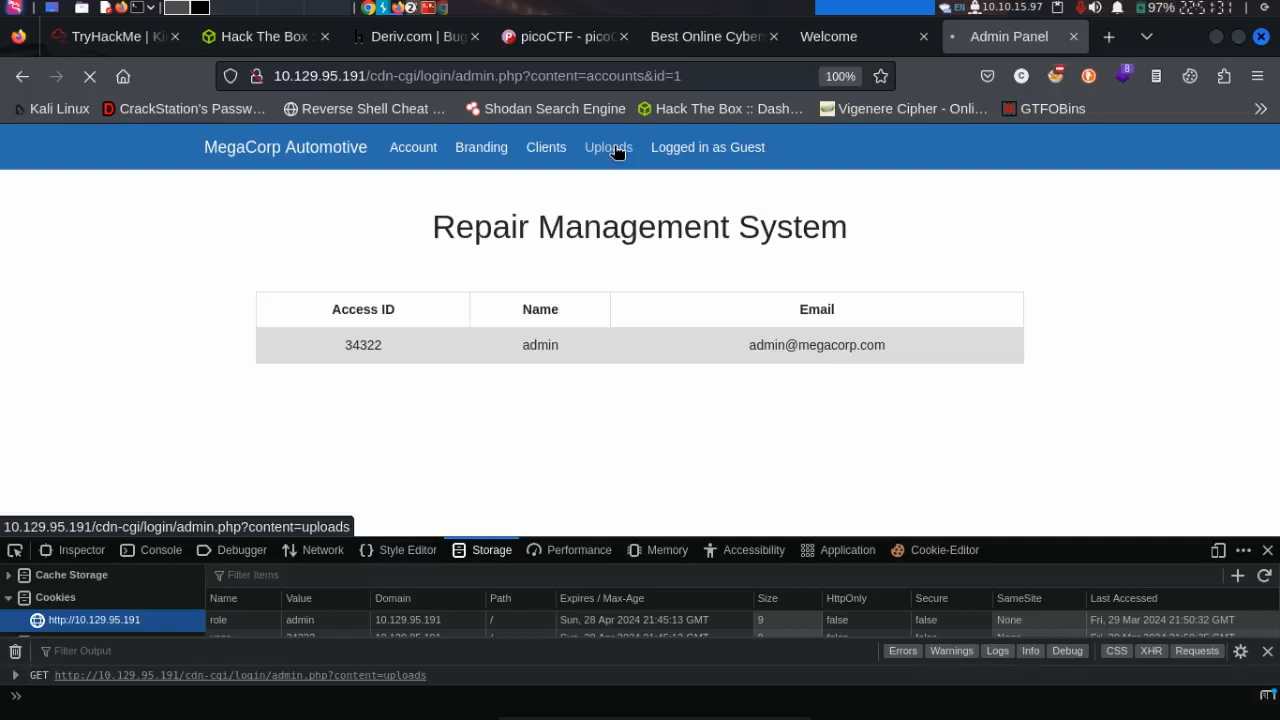 EN 10.10.15.97 97%
TryHackMe | Ki Hack The Box : Deriv.com | Bug picoCTF - pico Best Online Cyber Welcome Admin Panel
10.129.95.191/cdn-cgi/login/admin.php?content=accounts&id=1 100%
Kali Linux CrackStation's Passw... Reverse Shell Cheat ... Shodan Search Engine Hack The Box :: Dash... Vigenere Cipher - Onli... GTFOBins
MegaCorp Automotive Account Branding Clients Uploads Logged in as Guest
Repair Management System
Access ID Name Email
34322 admin admin@megacorp.com
10.129.95.191/cdn-cgi/login/admin.php?content=uploads
Inspector Console Debugger Network Style Editor Storage Performance Memory Accessibility Application Cookie-Editor
Cache Storage Filter Items
Cookies Name Value Domain Path Expires / Max-Age Size HttpOnly Secure SameSite Last Accessed
http://10.129.95.191 role admin 10.129.95.191 / Sun, 28 Apr 2024 21:45:13 GMT 9 false false None Fri, 29 Mar 2024 21:50:32 GMT
Filter Output Errors Warnings Logs Info Debug CSS XHR Requests
GET http://10.129.95.191/cdn-cgi/login/admin.php?content=uploads